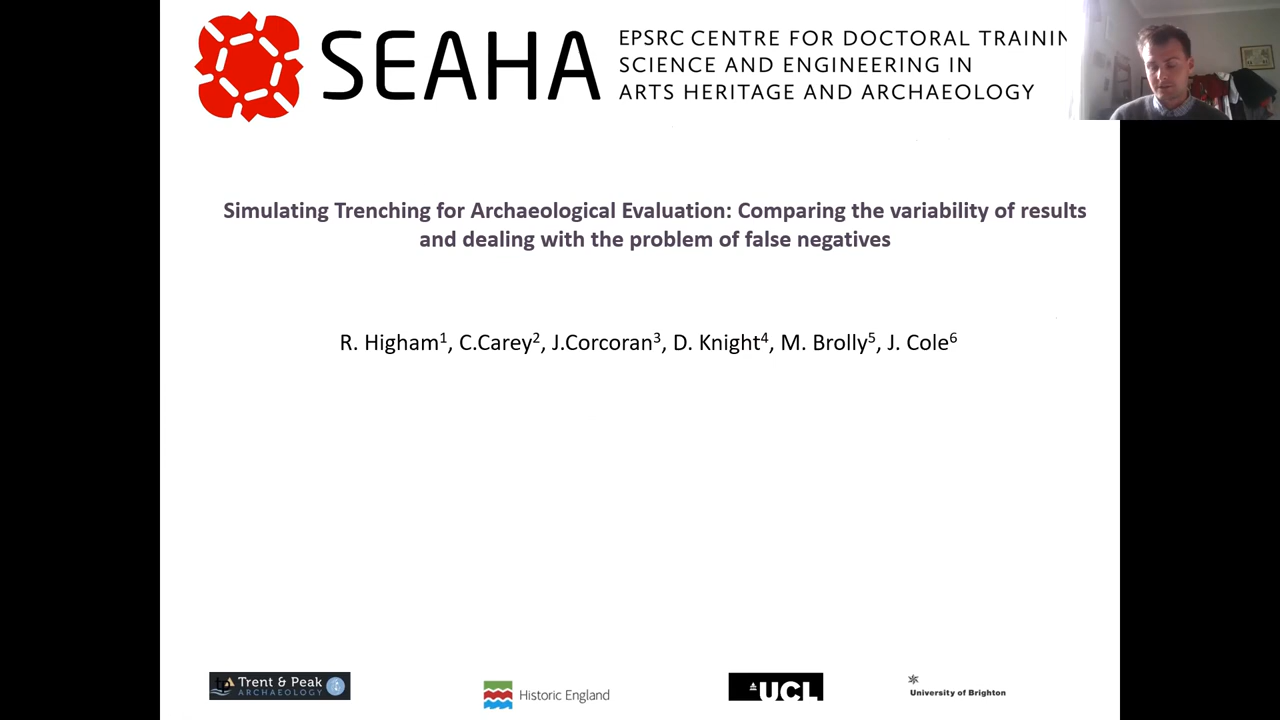 SEAHA
EPSRC CENTRE FOR DOCTORAL TRAININ
SCIENCE AND ENGINEERING IN
ARTS HERITAGE AND ARCHAEOLOGY
Simulating Trenching for Archaeological Evaluation: Comparing the variability of results
and dealing with the problem of false negatives
R. Higham1, C.Carey2, J.Corcoran3, D. Knight4, M. Brolly5, J. Cole6
Trent & Peak
ARCHAEOLOGY
Historic England
UCL
University of Brighton